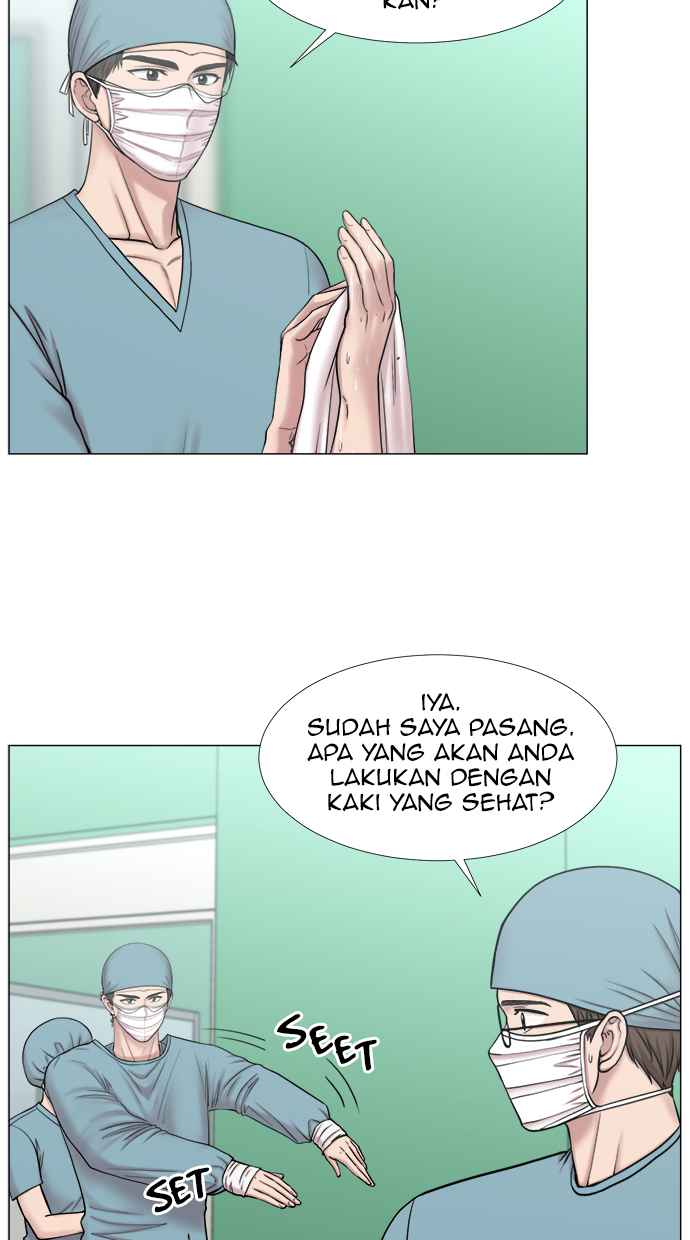 KAN?
IYA,
SUDAH SAYA PASANG.
APA YANG AKAN ANDA
LAKUKAN DENGAN
KAKI YANG SEHAT?
SEET
SET